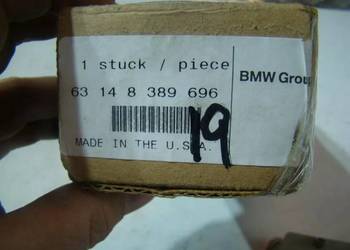 1 stuck / piece
BMW Group
63 14 8 389 696
19
MADE IN THE U.S.A.